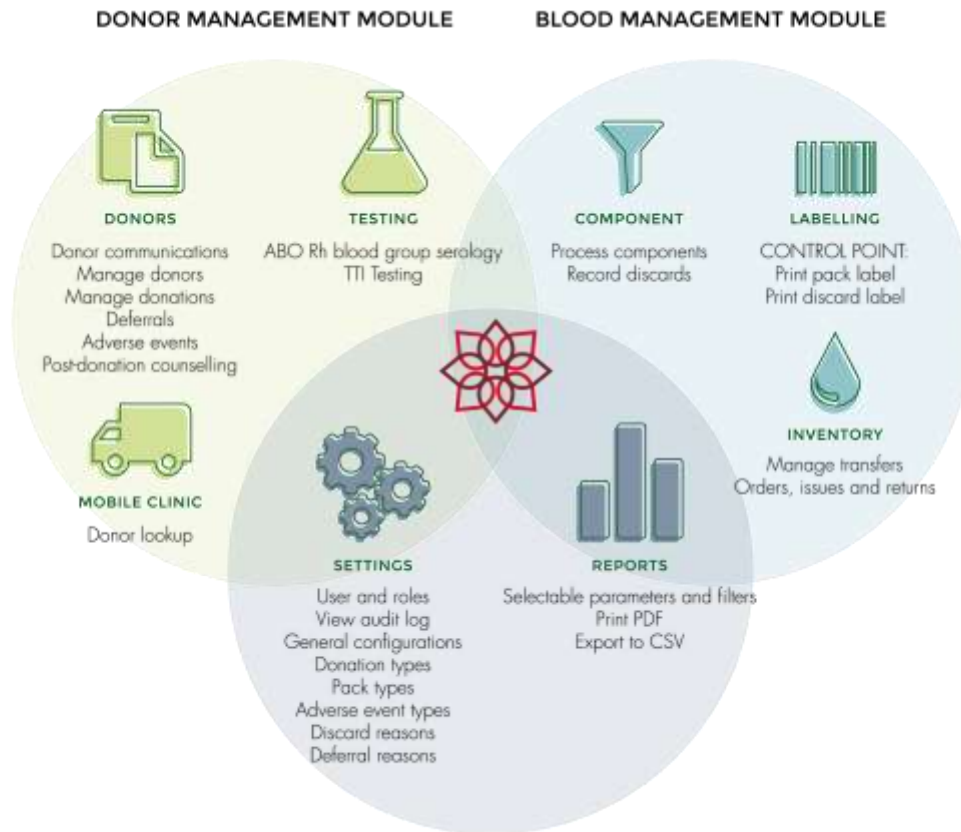 DONOR MANAGEMENT MODULE
BLOOD MANAGEMENT MODULE
DONORS
Donor communications
Manage donors
Manage donations
Deferrals
Adverse events
Post-donation counselling
TESTING
ABO Rh blood group serology
TTI Testing
COMPONENT
Process components
Record discards
LABELLING
CONTROL POINT:
Print pack label
Print discard label
MOBILE CLINIC
Donor lookup
INVENTORY
Manage transfers
Orders, issues and returns
SETTINGS
User and roles
View audit log
General configurations
Donation types
Pack types
Adverse event types
Discard reasons
Deferral reasons
REPORTS
Selectable parameters and filters
Print PDF
Export to CSV